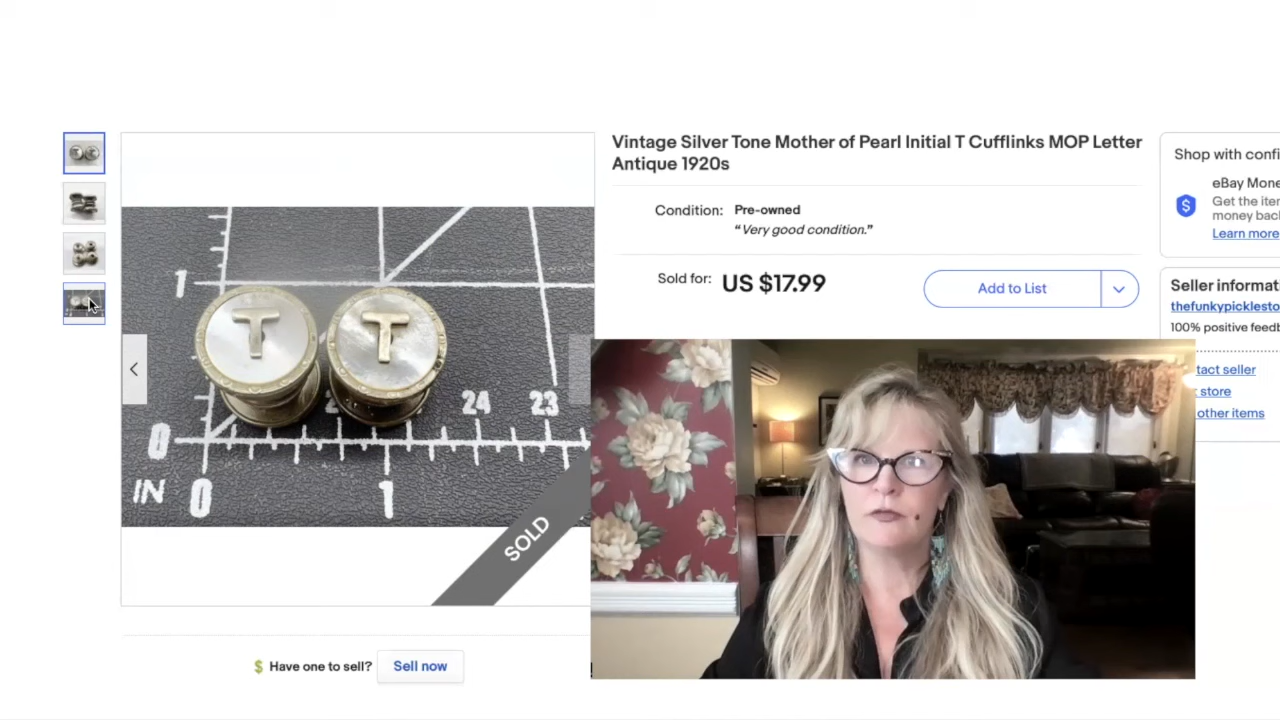 Vintage Silver Tone Mother of Pearl Initial T Cufflinks MOP Letter
Antique 1920s
Condition: Pre-owned
“Very good condition.”
Sold for: US $17.99
Add to List
Shop with confi
eBay Mone
Get the iter
money back
Learn more
Seller informat
thefunkypicklesto
100% positive feedb
tact seller
store
other items
T T
1
24 23
0
IN 0 1
SOLD
Have one to sell? Sell now